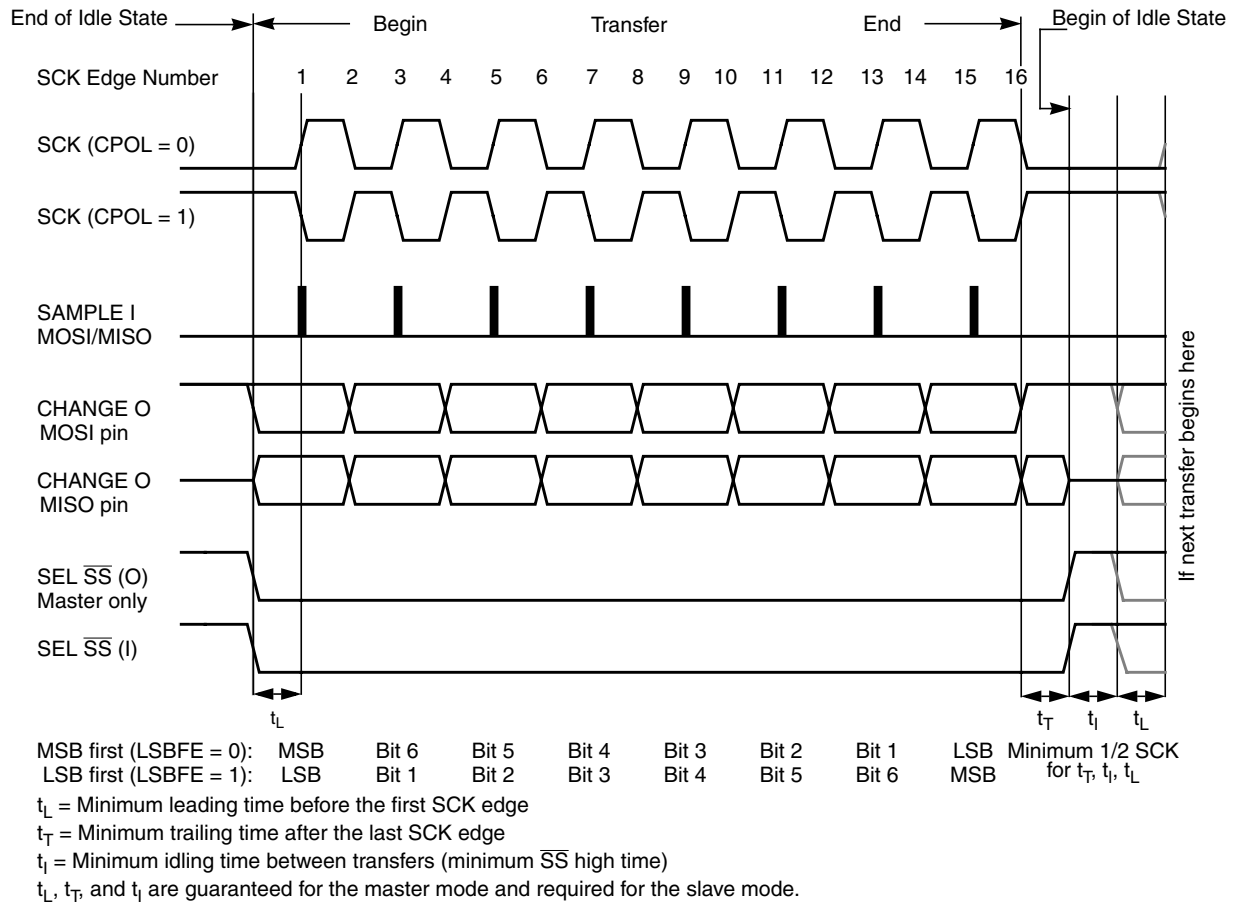 End of Idle State
Begin
Transfer
End
Begin of Idle State
SCK Edge Number
1 2 3 4 5 6 7 8 9 10 11 12 13 14 15 16
SCK (CPOL = 0)
SCK (CPOL = 1)
SAMPLE I
MOSI/MISO
CHANGE O
MOSI pin
CHANGE O
MISO pin
SEL S̅S̅ (O)
Master only
SEL S̅S̅ (I)
If next transfer begins here
tL
tT tI tL
MSB first (LSBFE = 0): MSB Bit 6 Bit 5 Bit 4 Bit 3 Bit 2 Bit 1 LSB Minimum 1/2 SCK
LSB first (LSBFE = 1): LSB Bit 1 Bit 2 Bit 3 Bit 4 Bit 5 Bit 6 MSB for tT, tI, tL
tL = Minimum leading time before the first SCK edge
tT = Minimum trailing time after the last SCK edge
tI = Minimum idling time between transfers (minimum S̅S̅ high time)
tL, tT, and tI are guaranteed for the master mode and required for the slave mode.